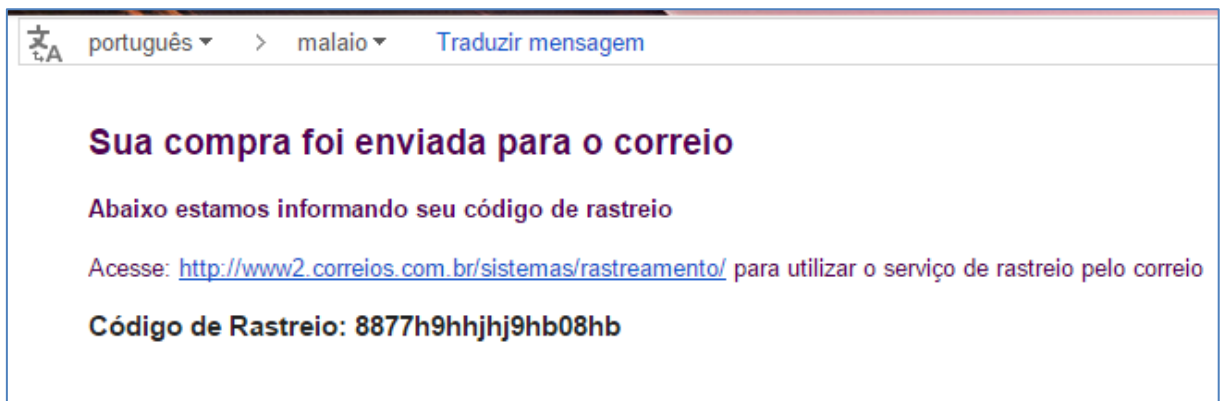 português > malaio Traduzir mensagem
Sua compra foi enviada para o correio
Abaixo estamos informando seu código de rastreio
Acesse: http://www2.correios.com.br/sistemas/rastreamento/ para utilizar o serviço de rastreio pelo correio
Código de Rastreio: 8877h9hhjhj9hb08hb